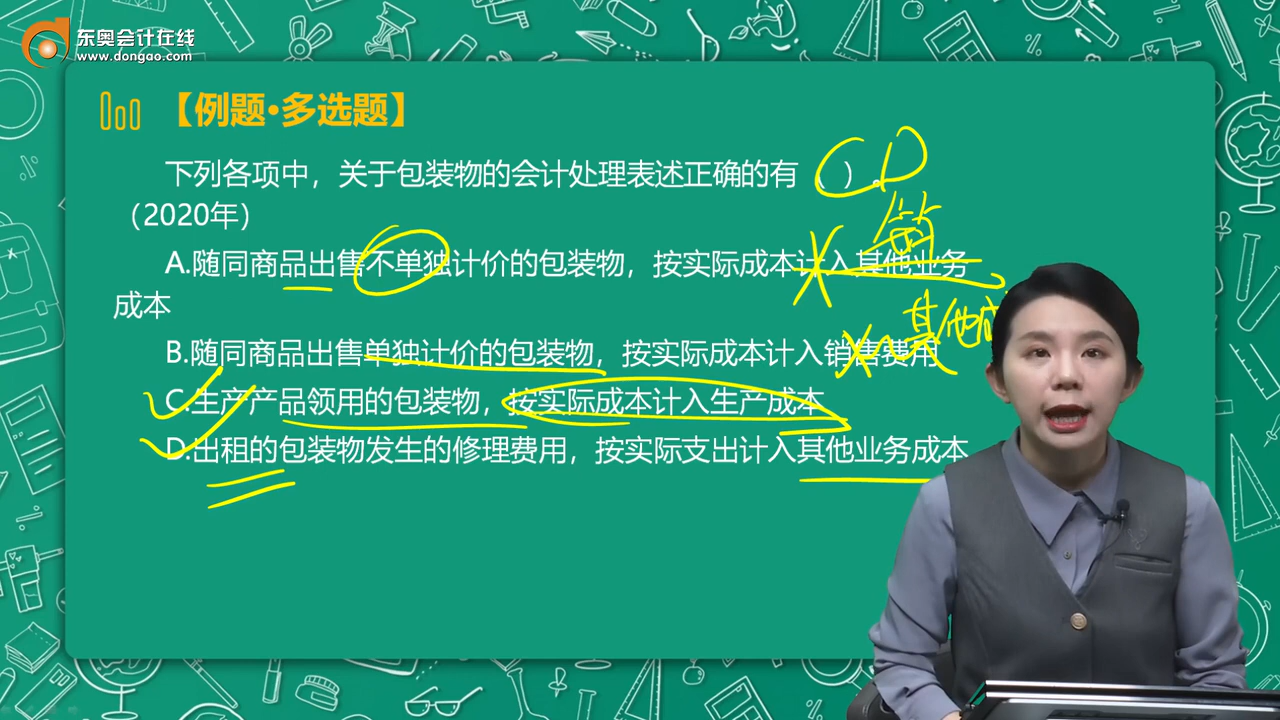 东奥会计在线
www.dongao.com
【例题•多选题】
CD
下列各项中，关于包装物的会计处理表述正确的有（ ）。
（2020年）
销
A.随同商品出售不单独计价的包装物，按实际成本计入其他业务
成本
其他成
B.随同商品出售单独计价的包装物，按实际成本计入销售费用
C.生产产品领用的包装物，按实际成本计入生产成本
D.出租的包装物发生的修理费用，按实际支出计入其他业务成本